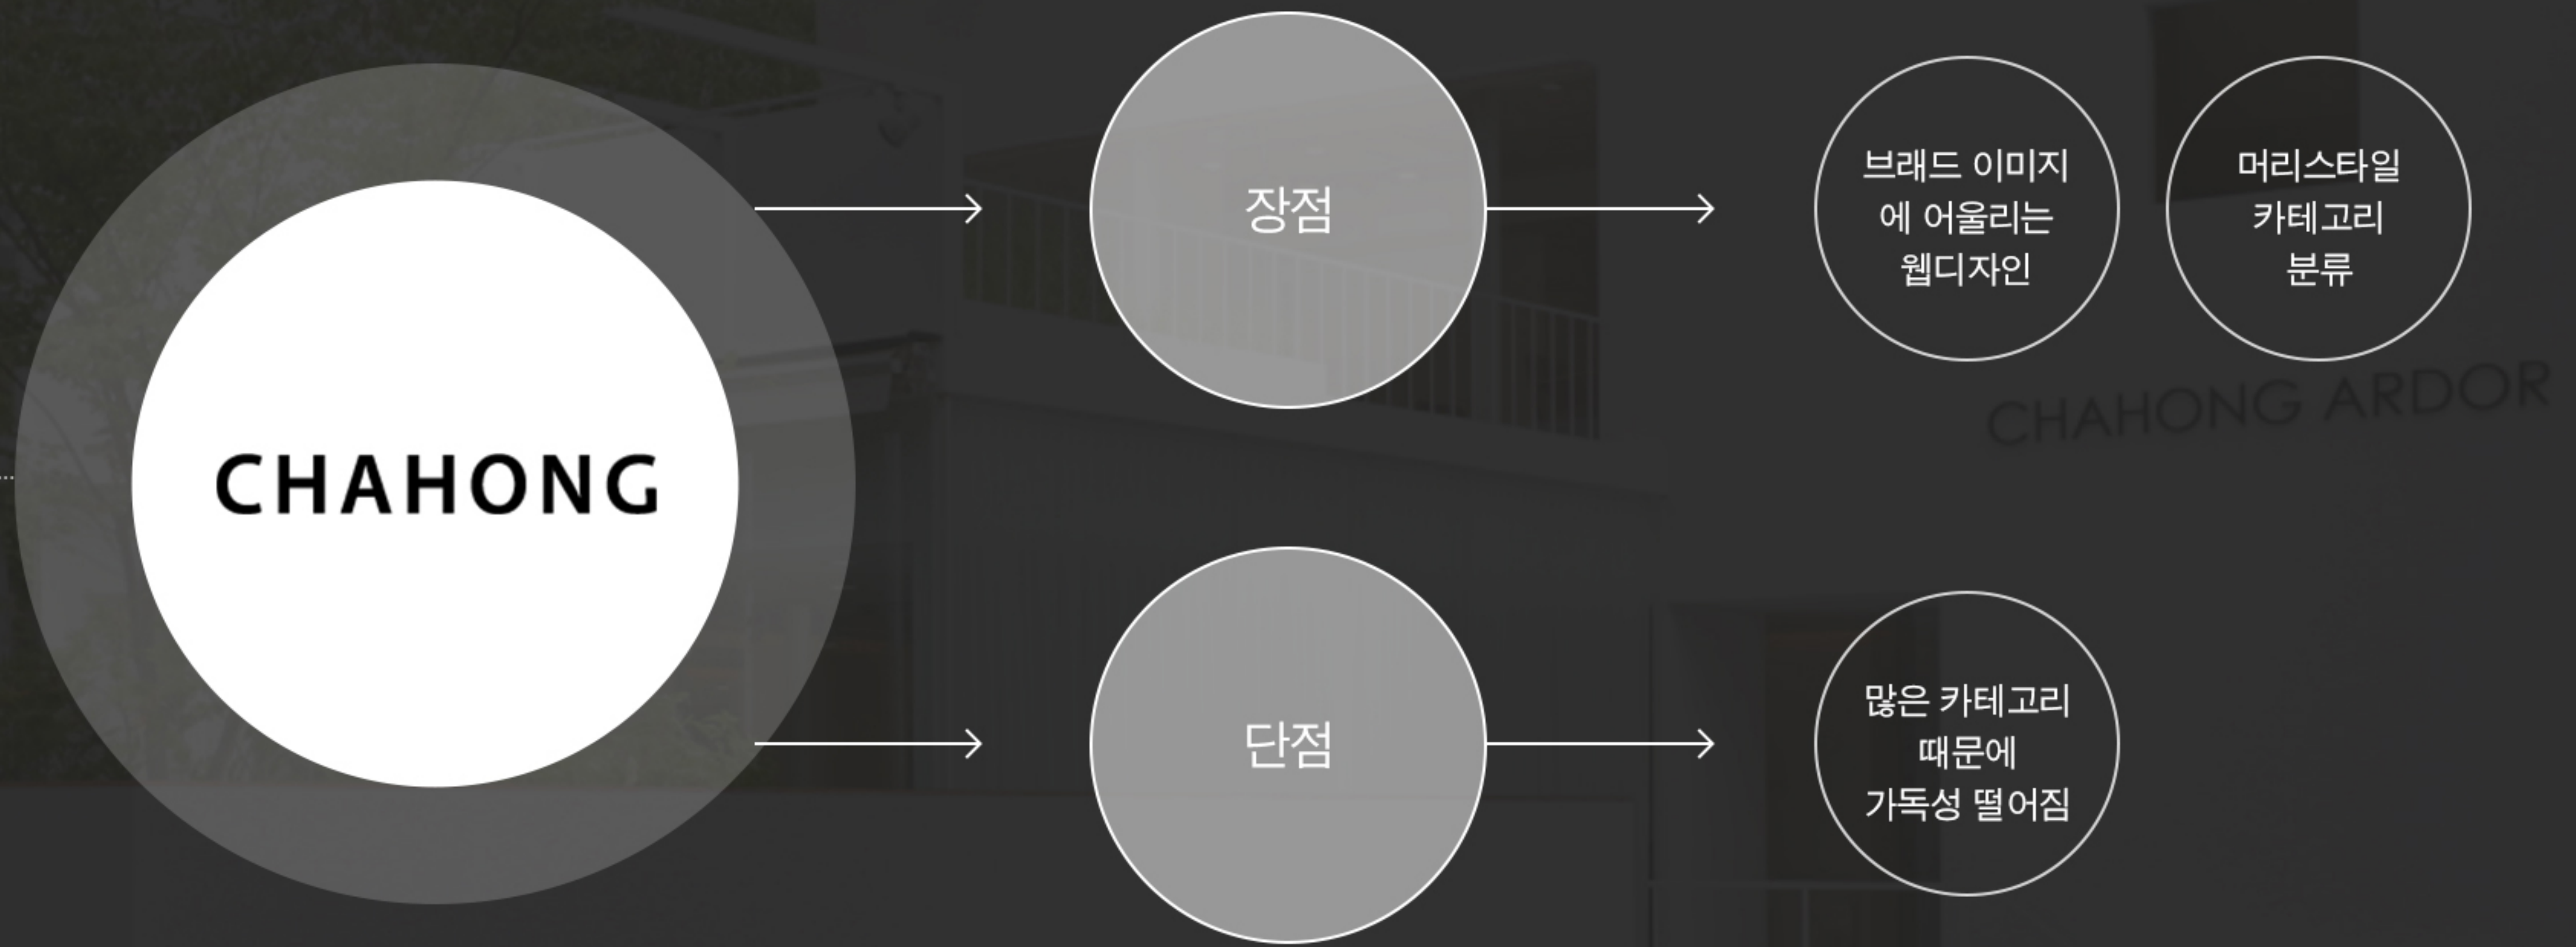 CHAHONG
장점
브래드 이미지
에 어울리는
웹디자인
머리스타일
카테고리
분류
CHAHONG ARDOR
단점
많은 카테고리
때문에
가독성 떨어짐